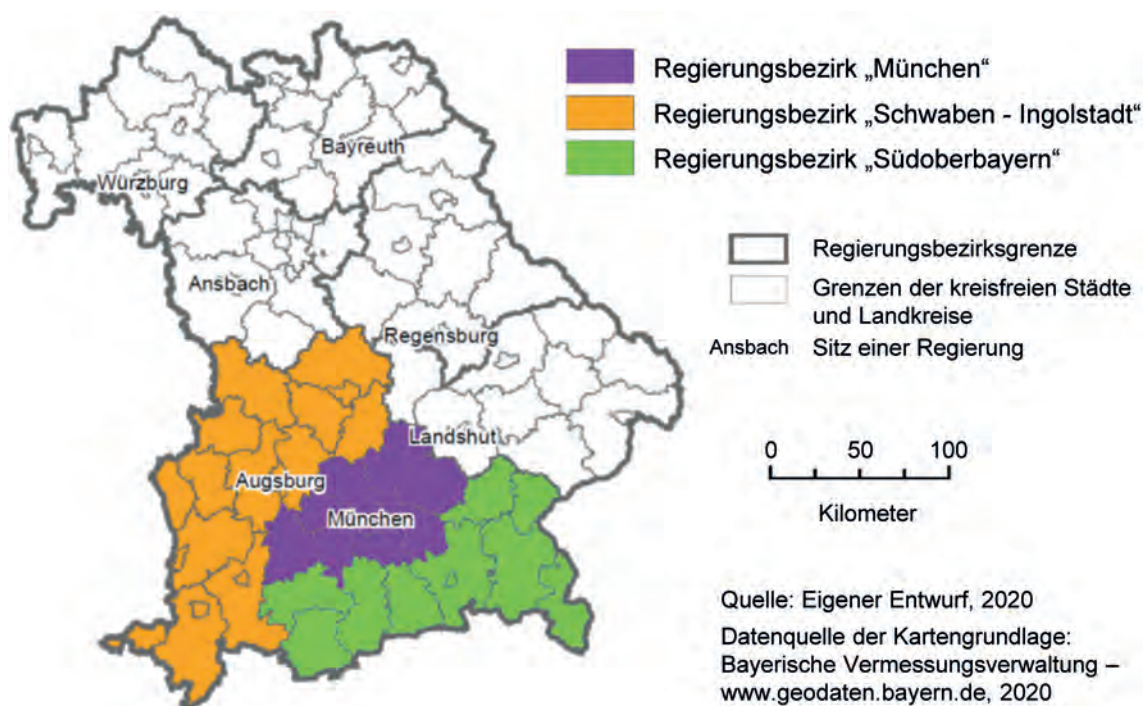 Regierungsbezirk „München“
Regierungsbezirk „Schwaben - Ingolstadt“
Regierungsbezirk „Südoberbayern“
Bayreuth
Würzburg
Ansbach
Regensburg
Landshut
Augsburg
München
Regierungsbezirksgrenze
Grenzen der kreisfreien Städte
und Landkreise
Ansbach Sitz einer Regierung
0 50 100
Kilometer
Quelle: Eigener Entwurf, 2020
Datenquelle der Kartengrundlage:
Bayerische Vermessungsverwaltung –
www.geodaten.bayern.de, 2020